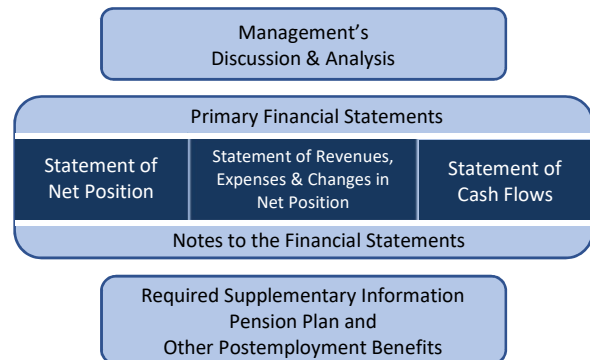 Management's
Discussion & Analysis
Primary Financial Statements
Statement of
Net Position
Statement of Revenues,
Expenses & Changes in
Net Position
Statement of
Cash Flows
Notes to the Financial Statements
Required Supplementary Information
Pension Plan and
Other Postemployment Benefits